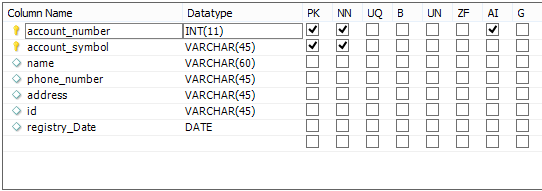 Column Name Datatype PK NN UQ B UN ZF AI G
account_number INT(11)
account_symbol VARCHAR(45)
name VARCHAR(60)
phone_number VARCHAR(45)
address VARCHAR(45)
id VARCHAR(45)
registry_Date DATE